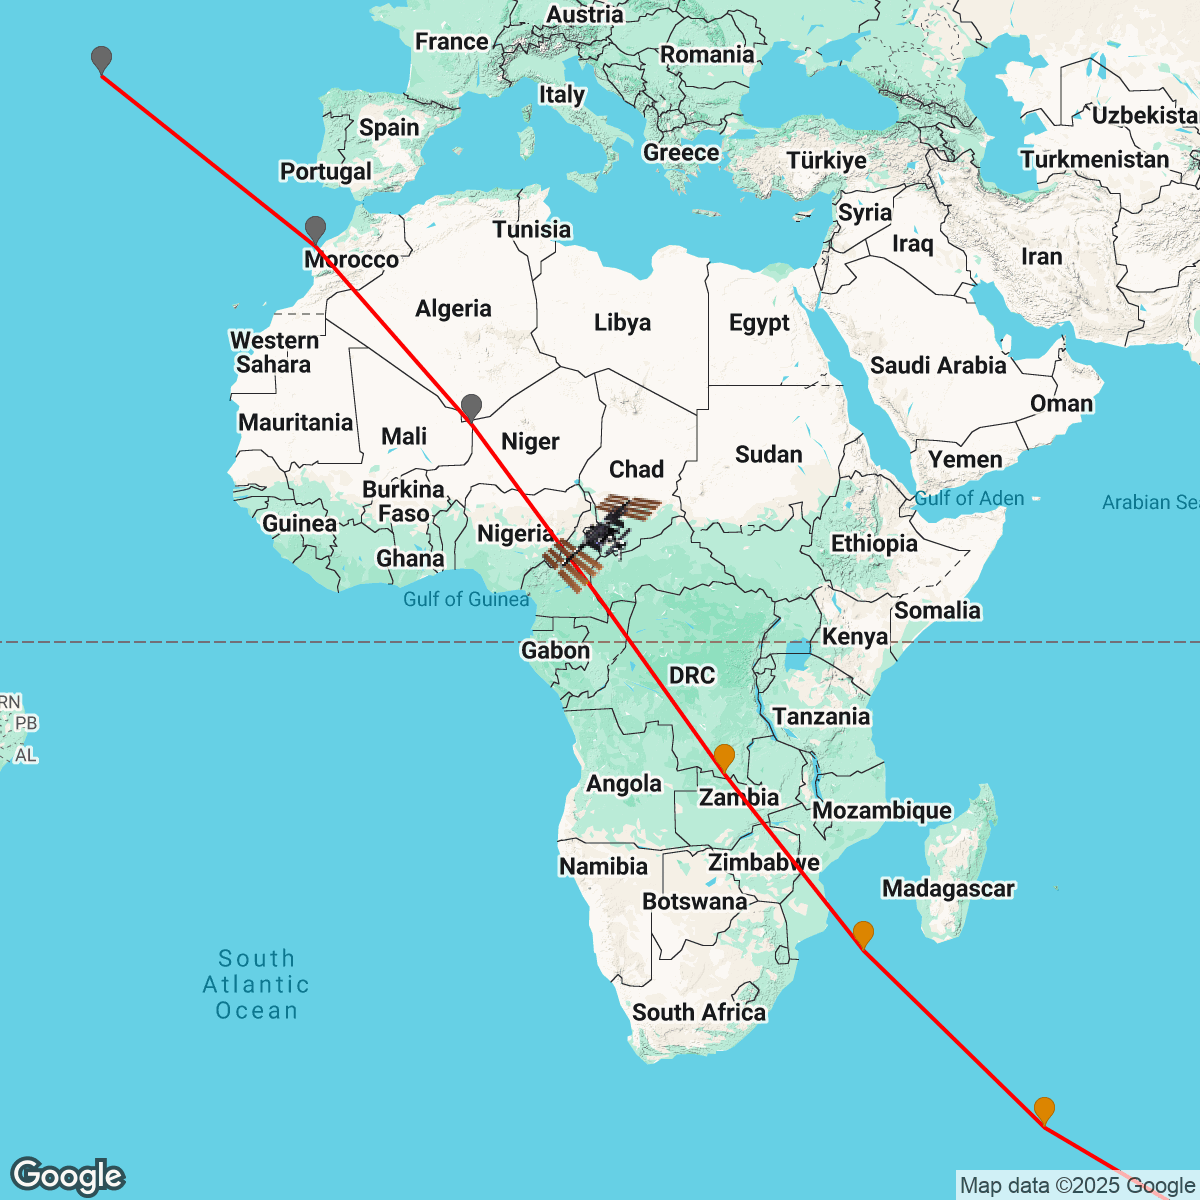 Austria
France
Romania
Italy
Uzbekista
Spain
Greece
Türkiye
Turkmenistan
Portugal
Syria
Tunisia
Iraq
Iran
Morocco
Algeria
Libya
Egypt
Western
Sahara
Saudi Arabia
Oman
Mauritania
Mali
Niger
Sudan
Yemen
Chad
Burkina
Faso
Gulf of Aden
Arabian Sea
Guinea
Nigeria
Ethiopia
Ghana
Gulf of Guinea
Somalia
Kenya
Gabon
DRC
RN
PB
AL
Tanzania
Angola
Zambia
Mozambique
Namibia
Zimbabwe
Madagascar
Botswana
South
Atlantic
Ocean
South Africa
Google
Map data ©2025 Google